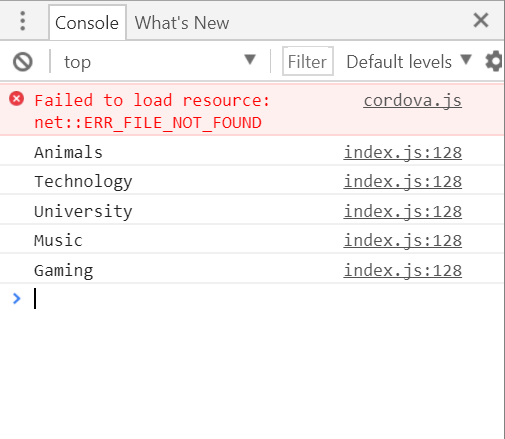 Console What's New
top Filter Default levels
Failed to load resource: cordova.js
net::ERR_FILE_NOT_FOUND
Animals index.js:128
Technology index.js:128
University index.js:128
Music index.js:128
Gaming index.js:128